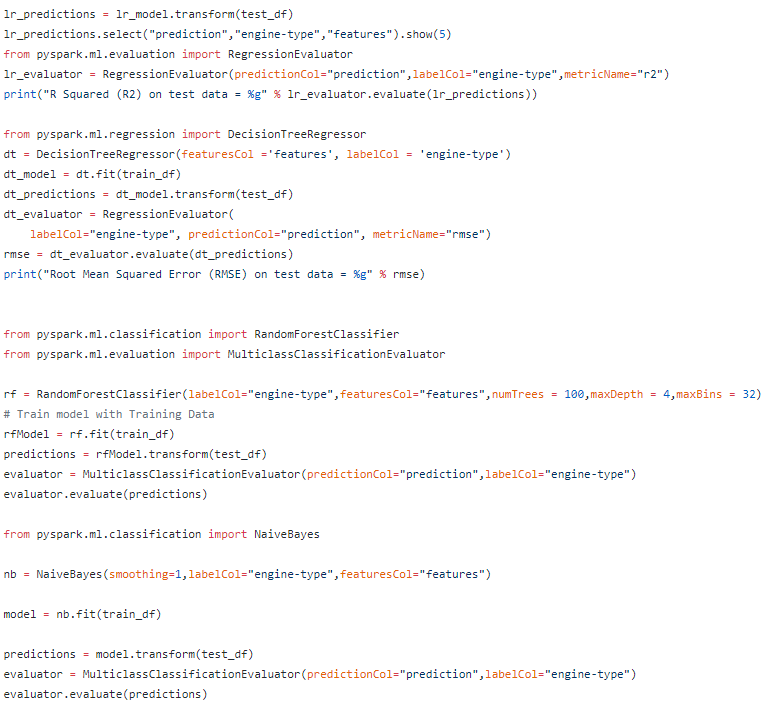 lr_predictions = lr_model.transform(test_df)
lr_predictions.select("prediction","engine-type","features").show(5)
from pyspark.ml.evaluation import RegressionEvaluator
lr_evaluator = RegressionEvaluator(predictionCol="prediction",labelCol="engine-type",metricName="r2")
print("R Squared (R2) on test data = %g" % lr_evaluator.evaluate(lr_predictions))
from pyspark.ml.regression import DecisionTreeRegressor
dt = DecisionTreeRegressor(featuresCol ='features', labelCol = 'engine-type')
dt_model = dt.fit(train_df)
dt_predictions = dt_model.transform(test_df)
dt_evaluator = RegressionEvaluator(
    labelCol="engine-type", predictionCol="prediction", metricName="rmse")
rmse = dt_evaluator.evaluate(dt_predictions)
print("Root Mean Squared Error (RMSE) on test data = %g" % rmse)
from pyspark.ml.classification import RandomForestClassifier
from pyspark.ml.evaluation import MulticlassClassificationEvaluator
rf = RandomForestClassifier(labelCol="engine-type",featuresCol="features",numTrees = 100,maxDepth = 4,maxBins = 32)
# Train model with Training Data
rfModel = rf.fit(train_df)
predictions = rfModel.transform(test_df)
evaluator = MulticlassClassificationEvaluator(predictionCol="prediction",labelCol="engine-type")
evaluator.evaluate(predictions)
from pyspark.ml.classification import NaiveBayes
nb = NaiveBayes(smoothing=1,labelCol="engine-type",featuresCol="features")
model = nb.fit(train_df)
predictions = model.transform(test_df)
evaluator = MulticlassClassificationEvaluator(predictionCol="prediction",labelCol="engine-type")
evaluator.evaluate(predictions)